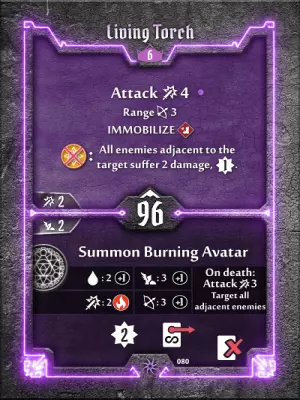 Living Torch
6
Attack 4
Range 3
IMMOBILIZE
: All enemies adjacent to the
target suffer 2 damage, 1.
2
96
2
Summon Burning Avatar
: 2 +1 : 3 +1 On death:
Attack 3
Target all
adjacent enemies
: 2 : 3 +1
2
080